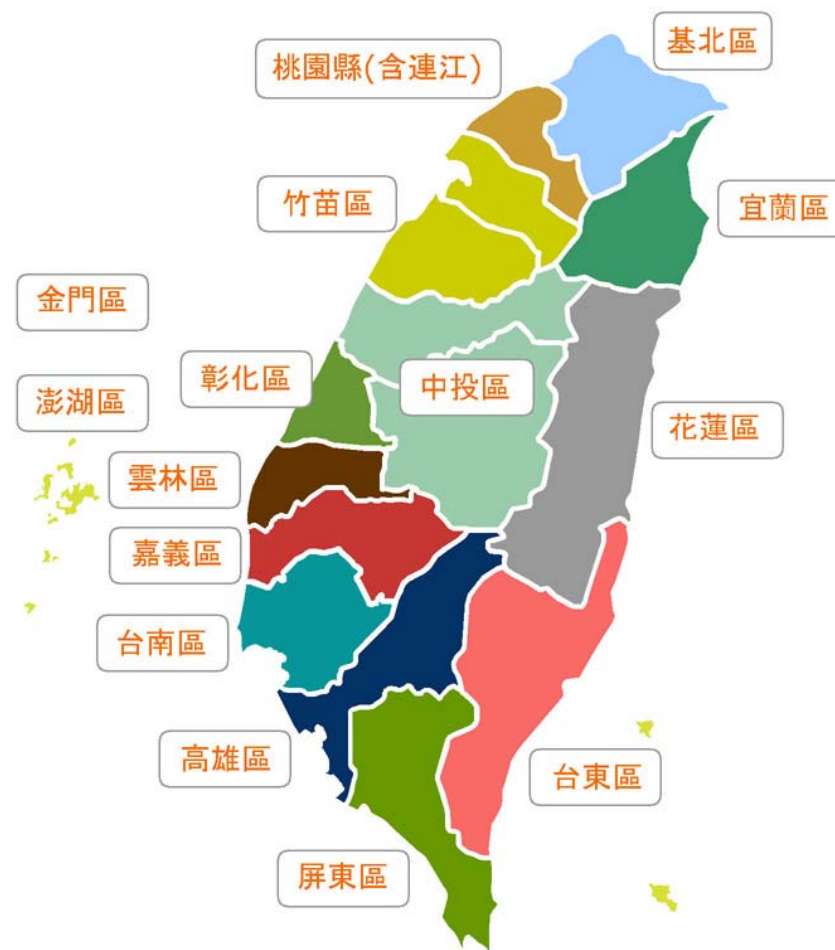 基北區
桃園縣(含連江)
竹苗區
宜蘭區
金門區
彰化區
中投區
澎湖區
花蓮區
雲林區
嘉義區
台南區
高雄區
台東區
屏東區